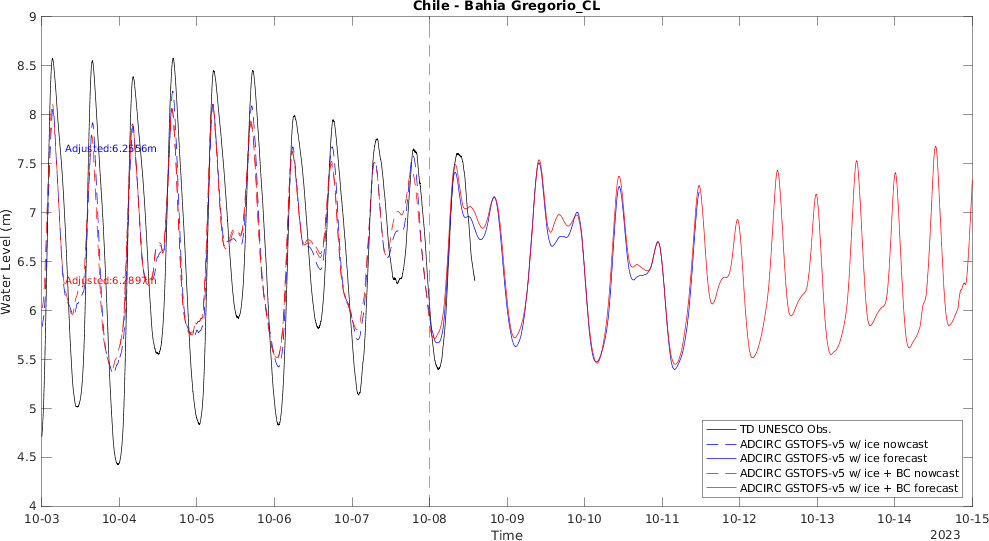 Chile - Bahia Gregorio_CL
9
8.5
8
7.5
7
6.5
6
5.5
5
4.5
4
Water Level (m)
Adjusted:6.2556m
Adjusted:6.2897m
TD UNESCO Obs.
ADCIRC GSTOFS-v5 w/ ice nowcast
ADCIRC GSTOFS-v5 w/ ice forecast
ADCIRC GSTOFS-v5 w/ ice + BC nowcast
ADCIRC GSTOFS-v5 w/ ice + BC forecast
10-03 10-04 10-05 10-06 10-07 10-08 10-09 10-10 10-11 10-12 10-13 10-14 10-15
Time
2023